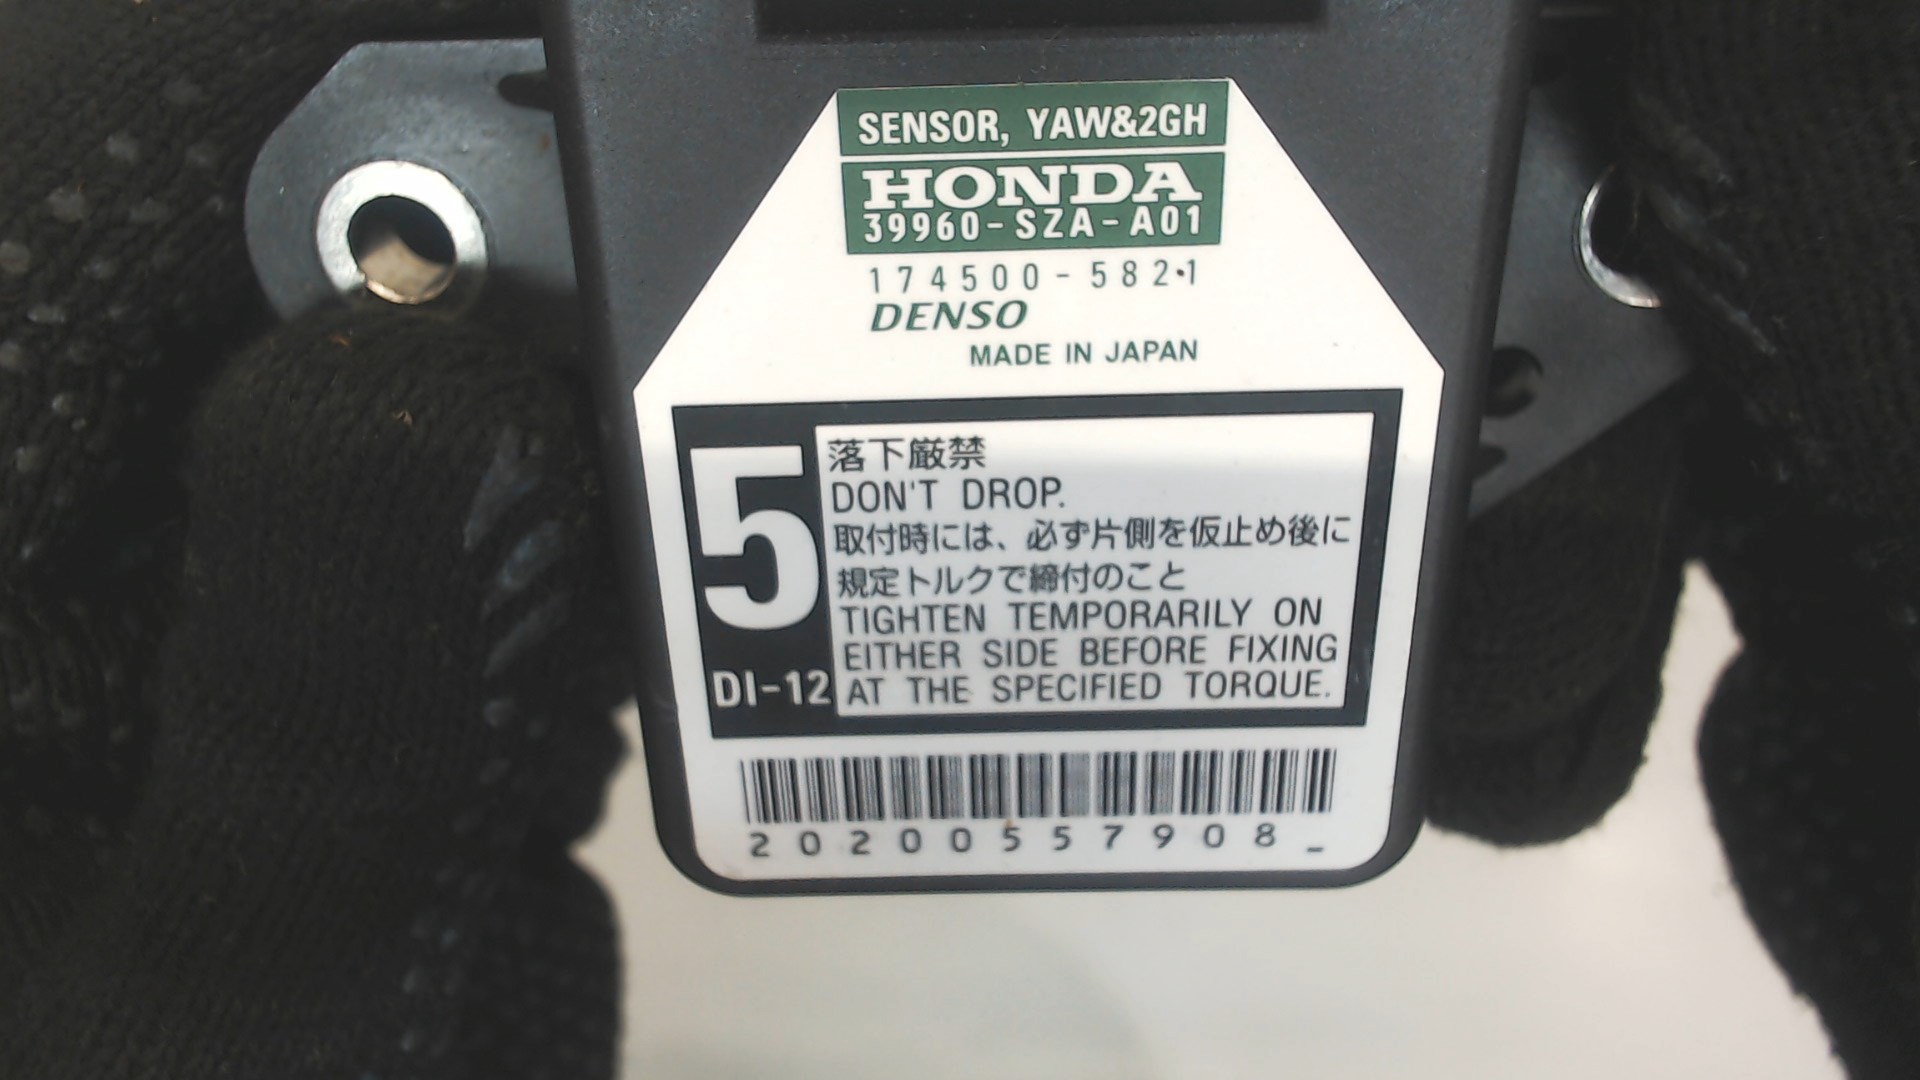 SENSOR, YAW&2GH
HONDA
39960-SZA-A01
174500-5821
DENSO
MADE IN JAPAN
5
DI-12
落下厳禁
DON'T DROP.
取付時には、必ず片側を仮止め後に
規定トルクで締付のこと
TIGHTEN TEMPORARILY ON
EITHER SIDE BEFORE FIXING
AT THE SPECIFIED TORQUE.
20200557908_